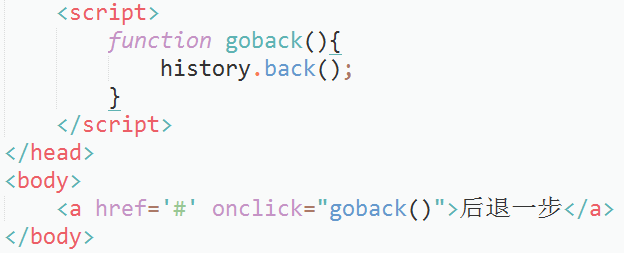 <script>
function goback(){
history.back();
}
</script>
</head>
<body>
<a href='#' onclick="goback()">后退一步</a>
</body>